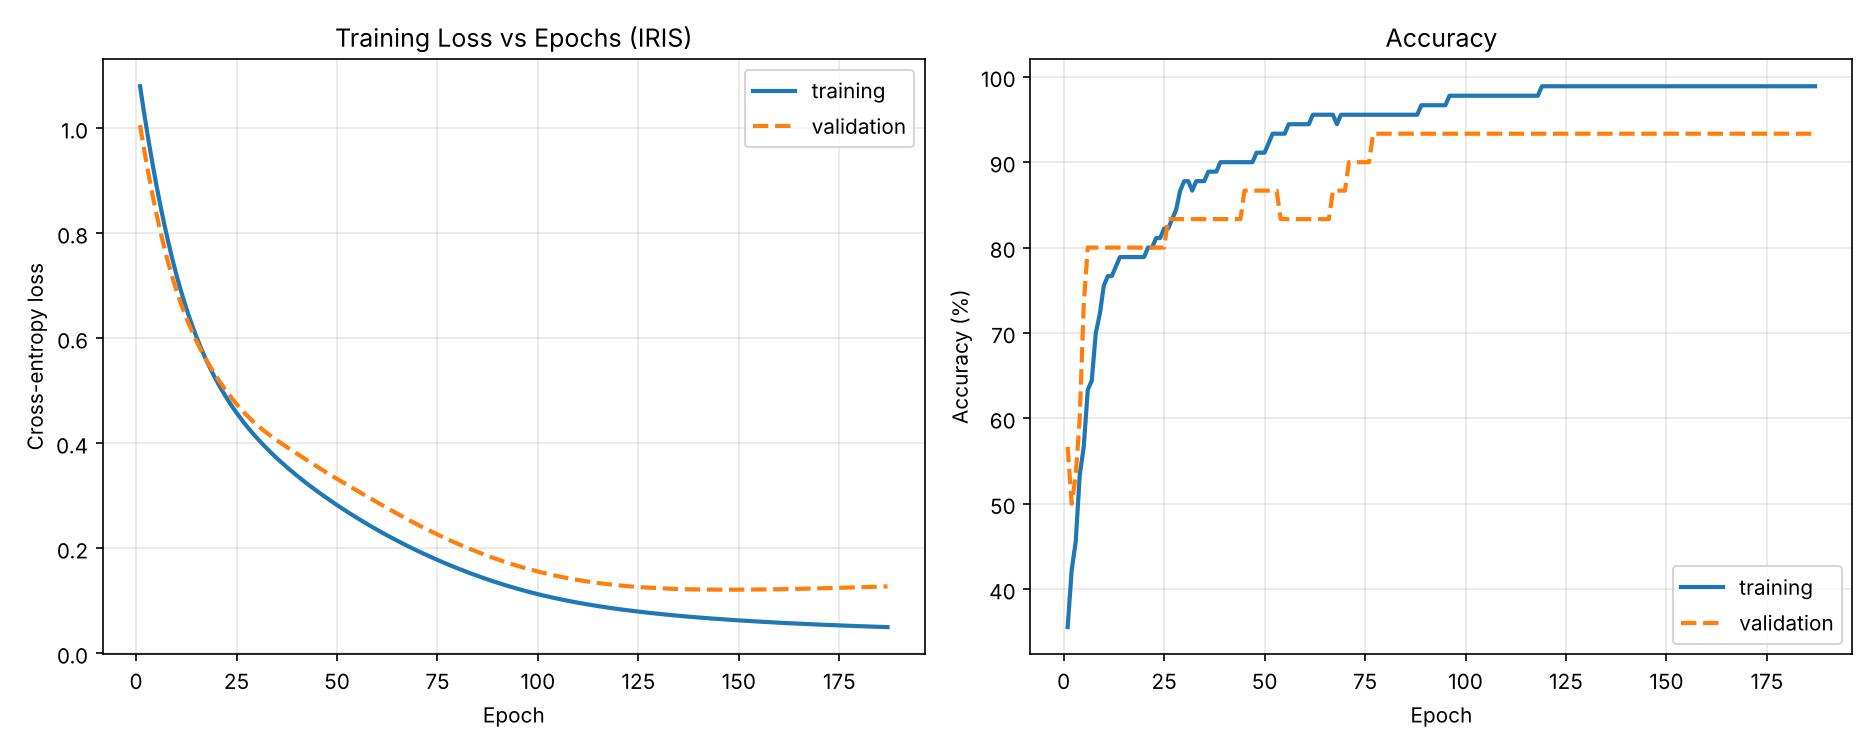 Training Loss vs Epochs (IRIS)
training
validation
1.0
0.8
0.6
0.4
0.2
0.0
Cross-entropy loss
0 25 50 75 100 125 150 175
Epoch
Accuracy
100
90
80
70
60
50
40
Accuracy (%)
training
validation
0 25 50 75 100 125 150 175
Epoch